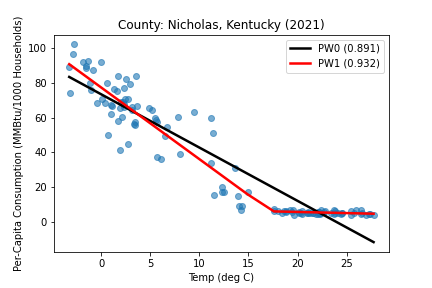 County: Nicholas, Kentucky (2021)
Per-Capita Consumption (MMBtu/1000 Households)
100
80
60
40
20
0
PW0 (0.891)
PW1 (0.932)
0 5 10 15 20 25
Temp (deg C)